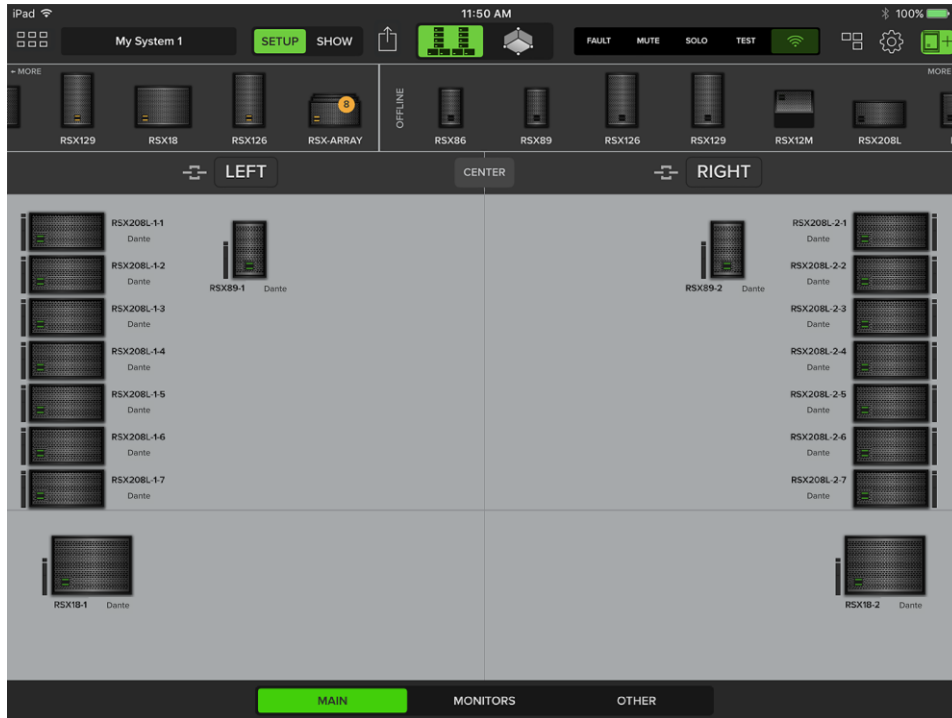 iPad 11:50 AM 100%
My System 1 SETUP SHOW FAULT MUTE SOLO TEST
MORE OFFLINE MORE
8
RSX129 RSX18 RSX126 RSX-ARRAY RSX86 RSX89 RSX126 RSX129 RSX12M RSX208L
LEFT CENTER RIGHT
RSX208L-1-1 RSX208L-2-1
Dante Dante
RSX208L-1-2 RSX208L-2-2
Dante Dante
RSX89-1 Dante RSX89-2 Dante
RSX208L-1-3 RSX208L-2-3
Dante Dante
RSX208L-1-4 RSX208L-2-4
Dante Dante
RSX208L-1-5 RSX208L-2-5
Dante Dante
RSX208L-1-6 RSX208L-2-6
Dante Dante
RSX208L-1-7 RSX208L-2-7
Dante Dante
RSX18-1 Dante RSX18-2 Dante
MAIN MONITORS OTHER